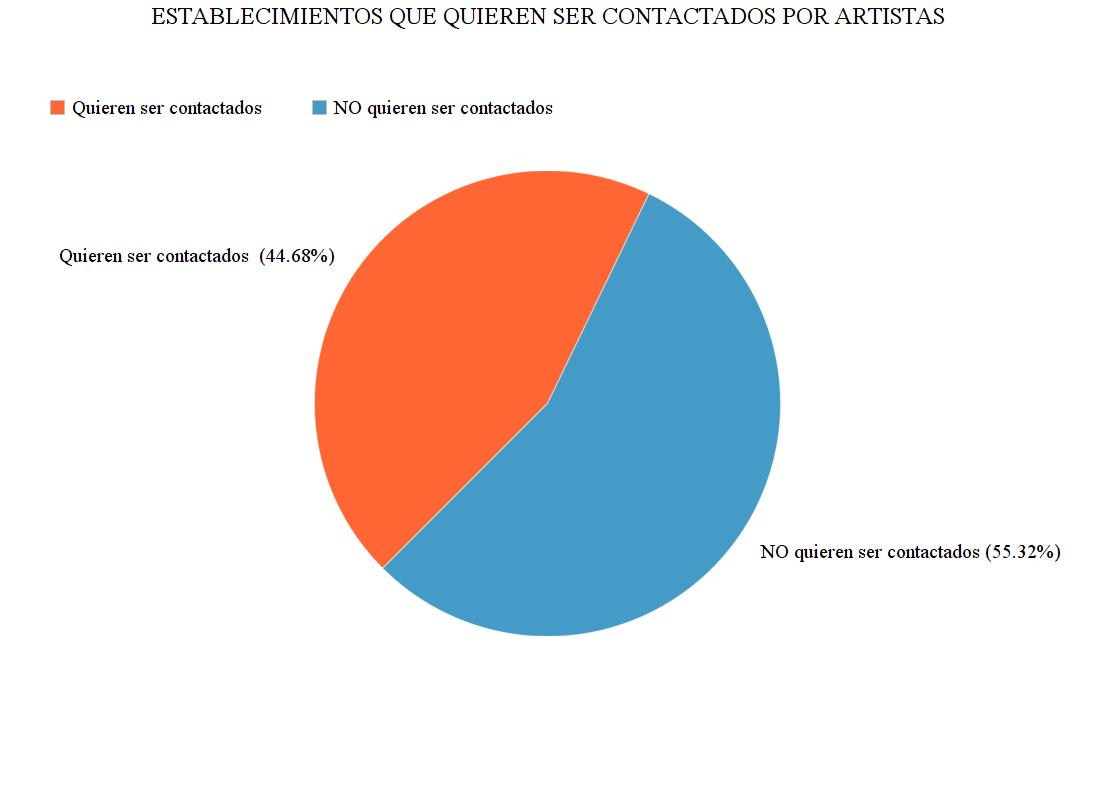 ESTABLECIMIENTOS QUE QUIEREN SER CONTACTADOS POR ARTISTAS
Quieren ser contactados
NO quieren ser contactados
Quieren ser contactados (44.68%)
NO quieren ser contactados (55.32%)